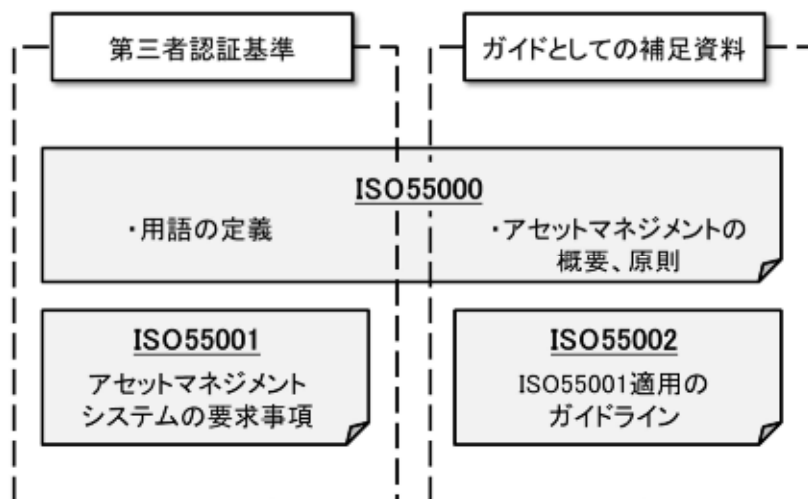 第三者認証基準
ガイドとしての補足資料
ISO55000
・用語の定義
・アセットマネジメントの
概要、原則
ISO55001
アセットマネジメント
システムの要求事項
ISO55002
ISO55001適用の
ガイドライン